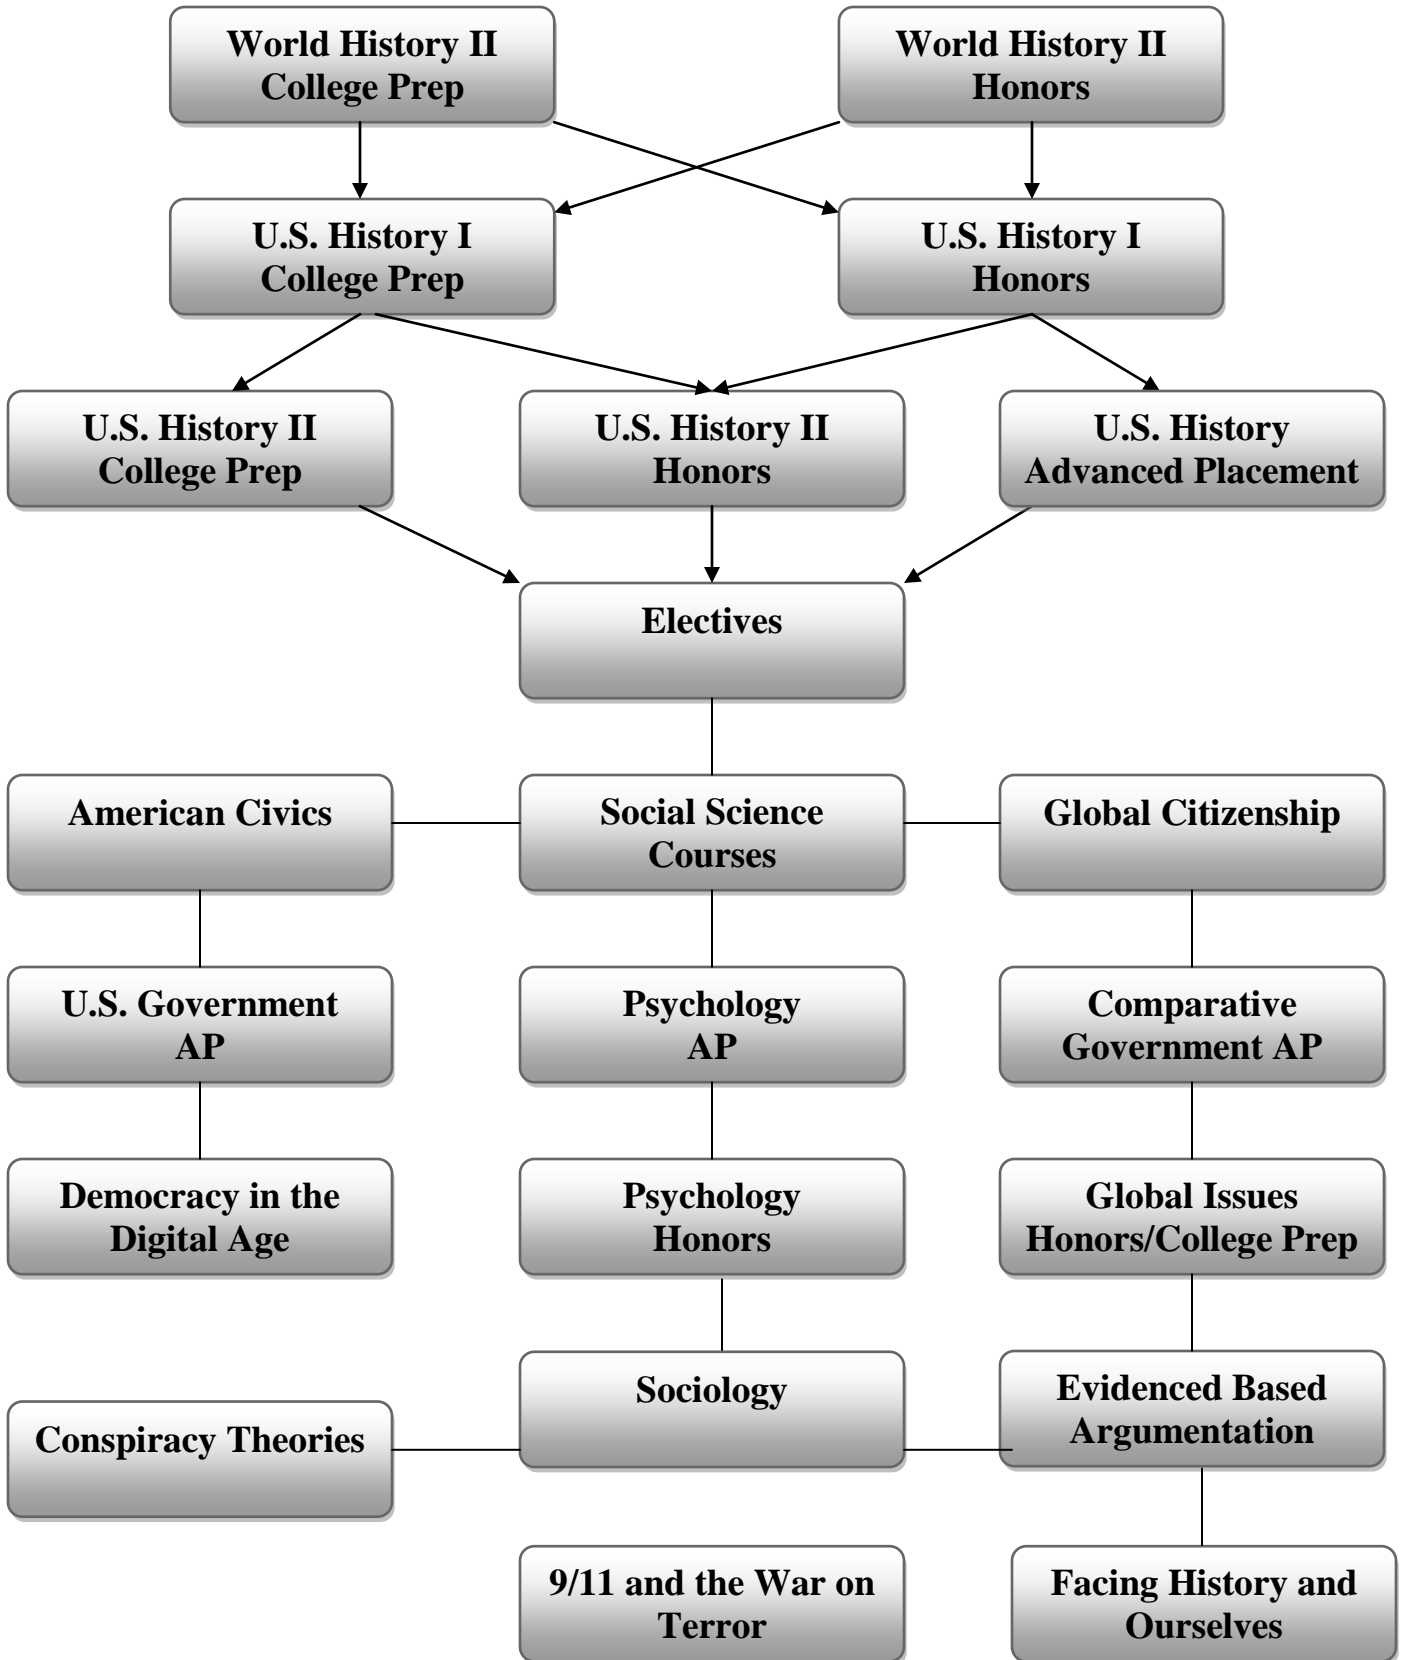 World History II
College Prep
World History II
Honors
U.S. History I
College Prep
U.S. History I
Honors
U.S. History II
College Prep
U.S. History II
Honors
U.S. History
Advanced Placement
Electives
American Civics
Social Science
Courses
Global Citizenship
U.S. Government
AP
Psychology
AP
Comparative
Government AP
Democracy in the
Digital Age
Psychology
Honors
Global Issues
Honors/College Prep
Conspiracy Theories
Sociology
Evidenced Based
Argumentation
9/11 and the War on
Terror
Facing History and
Ourselves